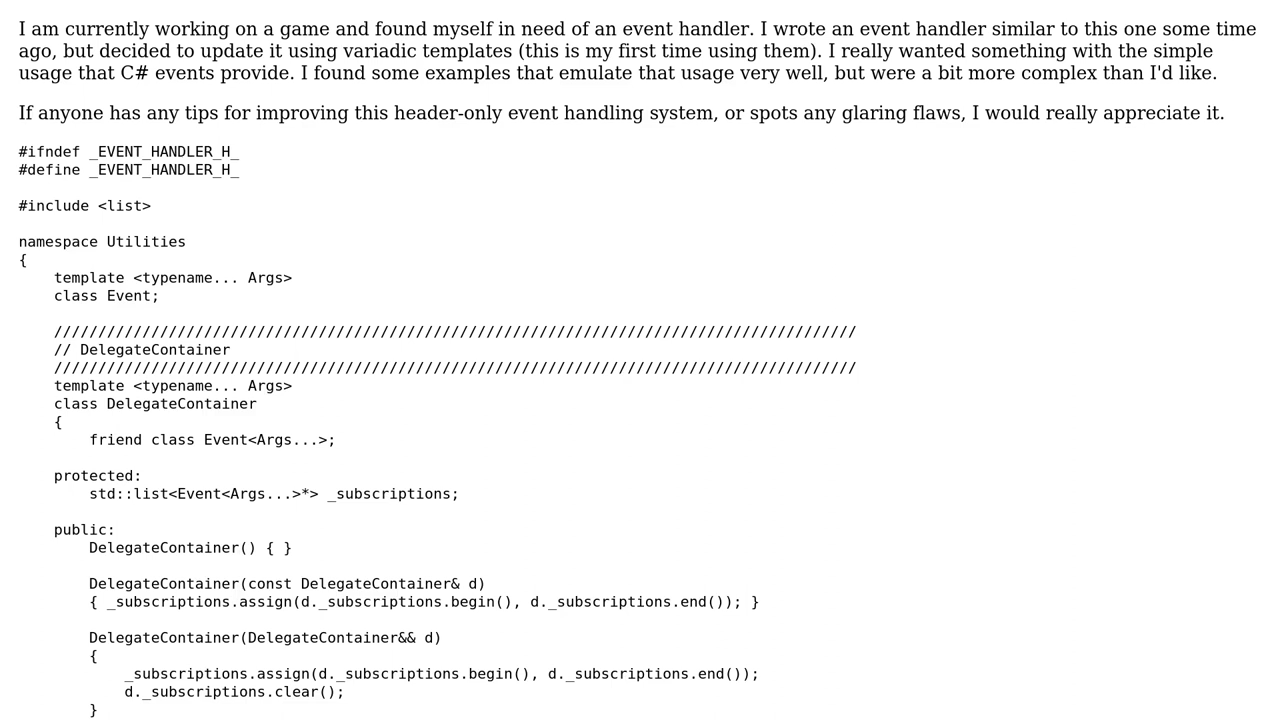 I am currently working on a game and found myself in need of an event handler. I wrote an event handler similar to this one some time
ago, but decided to update it using variadic templates (this is my first time using them). I really wanted something with the simple
usage that C# events provide. I found some examples that emulate that usage very well, but were a bit more complex than I'd like.
If anyone has any tips for improving this header-only event handling system, or spots any glaring flaws, I would really appreciate it.
#ifndef _EVENT_HANDLER_H_
#define _EVENT_HANDLER_H_
#include <list>
namespace Utilities
{
    template <typename... Args>
    class Event;
    ///////////////////////////////////////////////////////////////////////////////////////////
    // DelegateContainer
    ///////////////////////////////////////////////////////////////////////////////////////////
    template <typename... Args>
    class DelegateContainer
    {
        friend class Event<Args...>;
    protected:
        std::list<Event<Args...>*> _subscriptions;
    public:
        DelegateContainer() { }
        DelegateContainer(const DelegateContainer& d)
        { _subscriptions.assign(d._subscriptions.begin(), d._subscriptions.end()); }
        DelegateContainer(DelegateContainer&& d)
        {
            _subscriptions.assign(d._subscriptions.begin(), d._subscriptions.end());
            d._subscriptions.clear();
        }